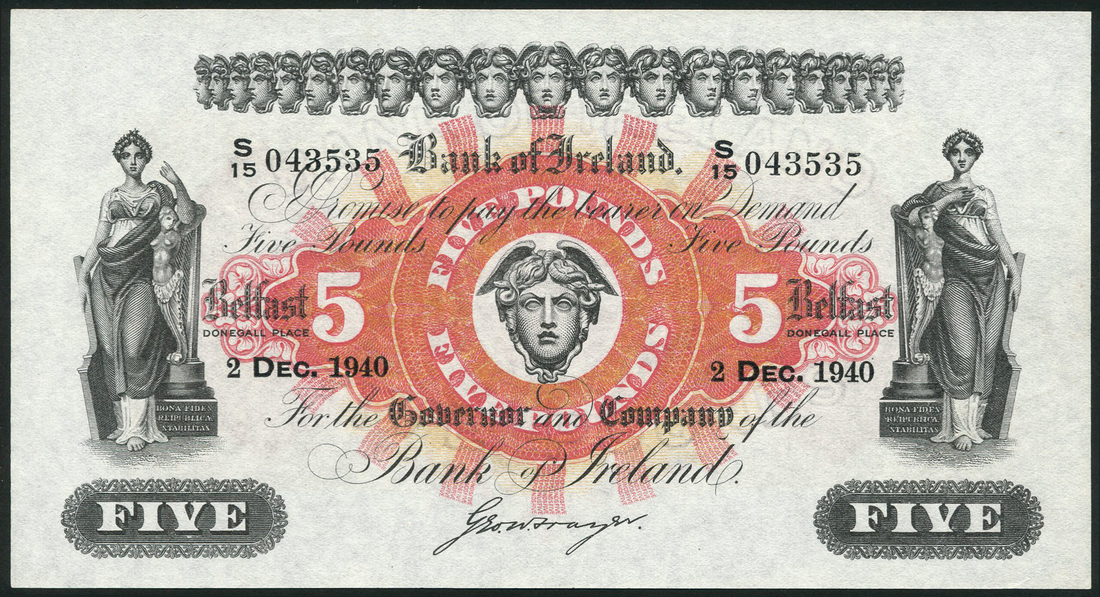 S
15 043535 Bank of Ireland. S
15 043535
I Promise to pay the bearer on Demand
Five Pounds Five Pounds
FIVE POUNDS
Belfast 5 5 Belfast
DONEGALL PLACE DONEGALL PLACE
2 DEC. 1940 2 DEC. 1940
FIVE POUNDS
For the Governor and Company of the
BONA FIDES
REIPUBLICÆ
STABILITAS
BONA FIDES
REIPUBLICÆ
STABILITAS
Bank of Ireland.
FIVE FIVE